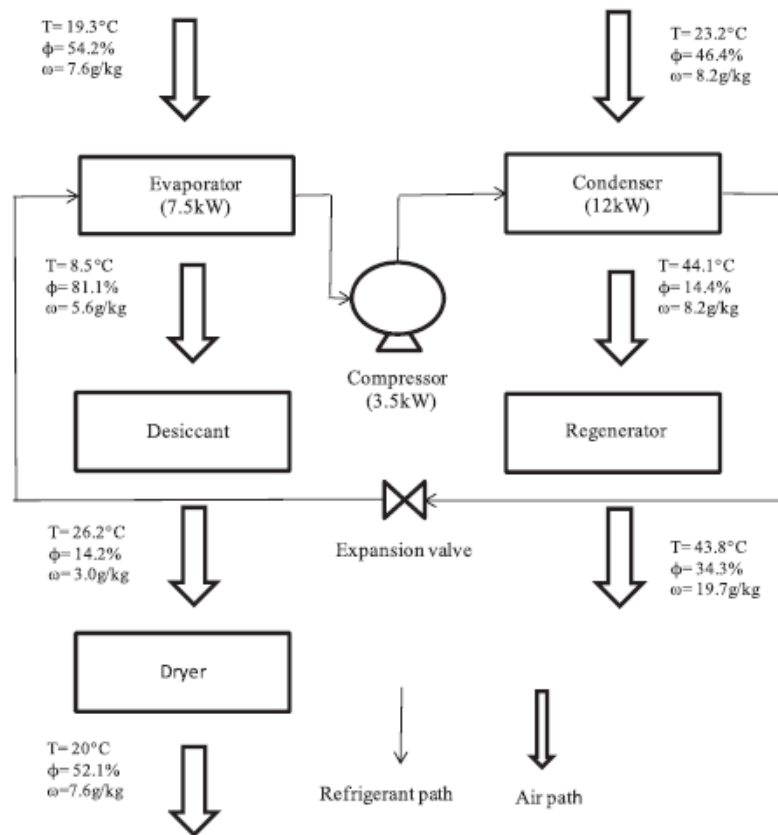 T= 19.3°C
ϕ= 54.2%
ω= 7.6g/kg
T= 23.2°C
ϕ= 46.4%
ω= 8.2g/kg
Evaporator
(7.5kW)
Condenser
(12kW)
T= 8.5°C
ϕ= 81.1%
ω= 5.6g/kg
T= 44.1°C
ϕ= 14.4%
ω= 8.2g/kg
Compressor
(3.5kW)
Desiccant
Regenerator
T= 26.2°C
ϕ= 14.2%
ω= 3.0g/kg
Expansion valve
T= 43.8°C
ϕ= 34.3%
ω= 19.7g/kg
Dryer
T= 20°C
ϕ= 52.1%
ω=7.6g/kg
Refrigerant path
Air path